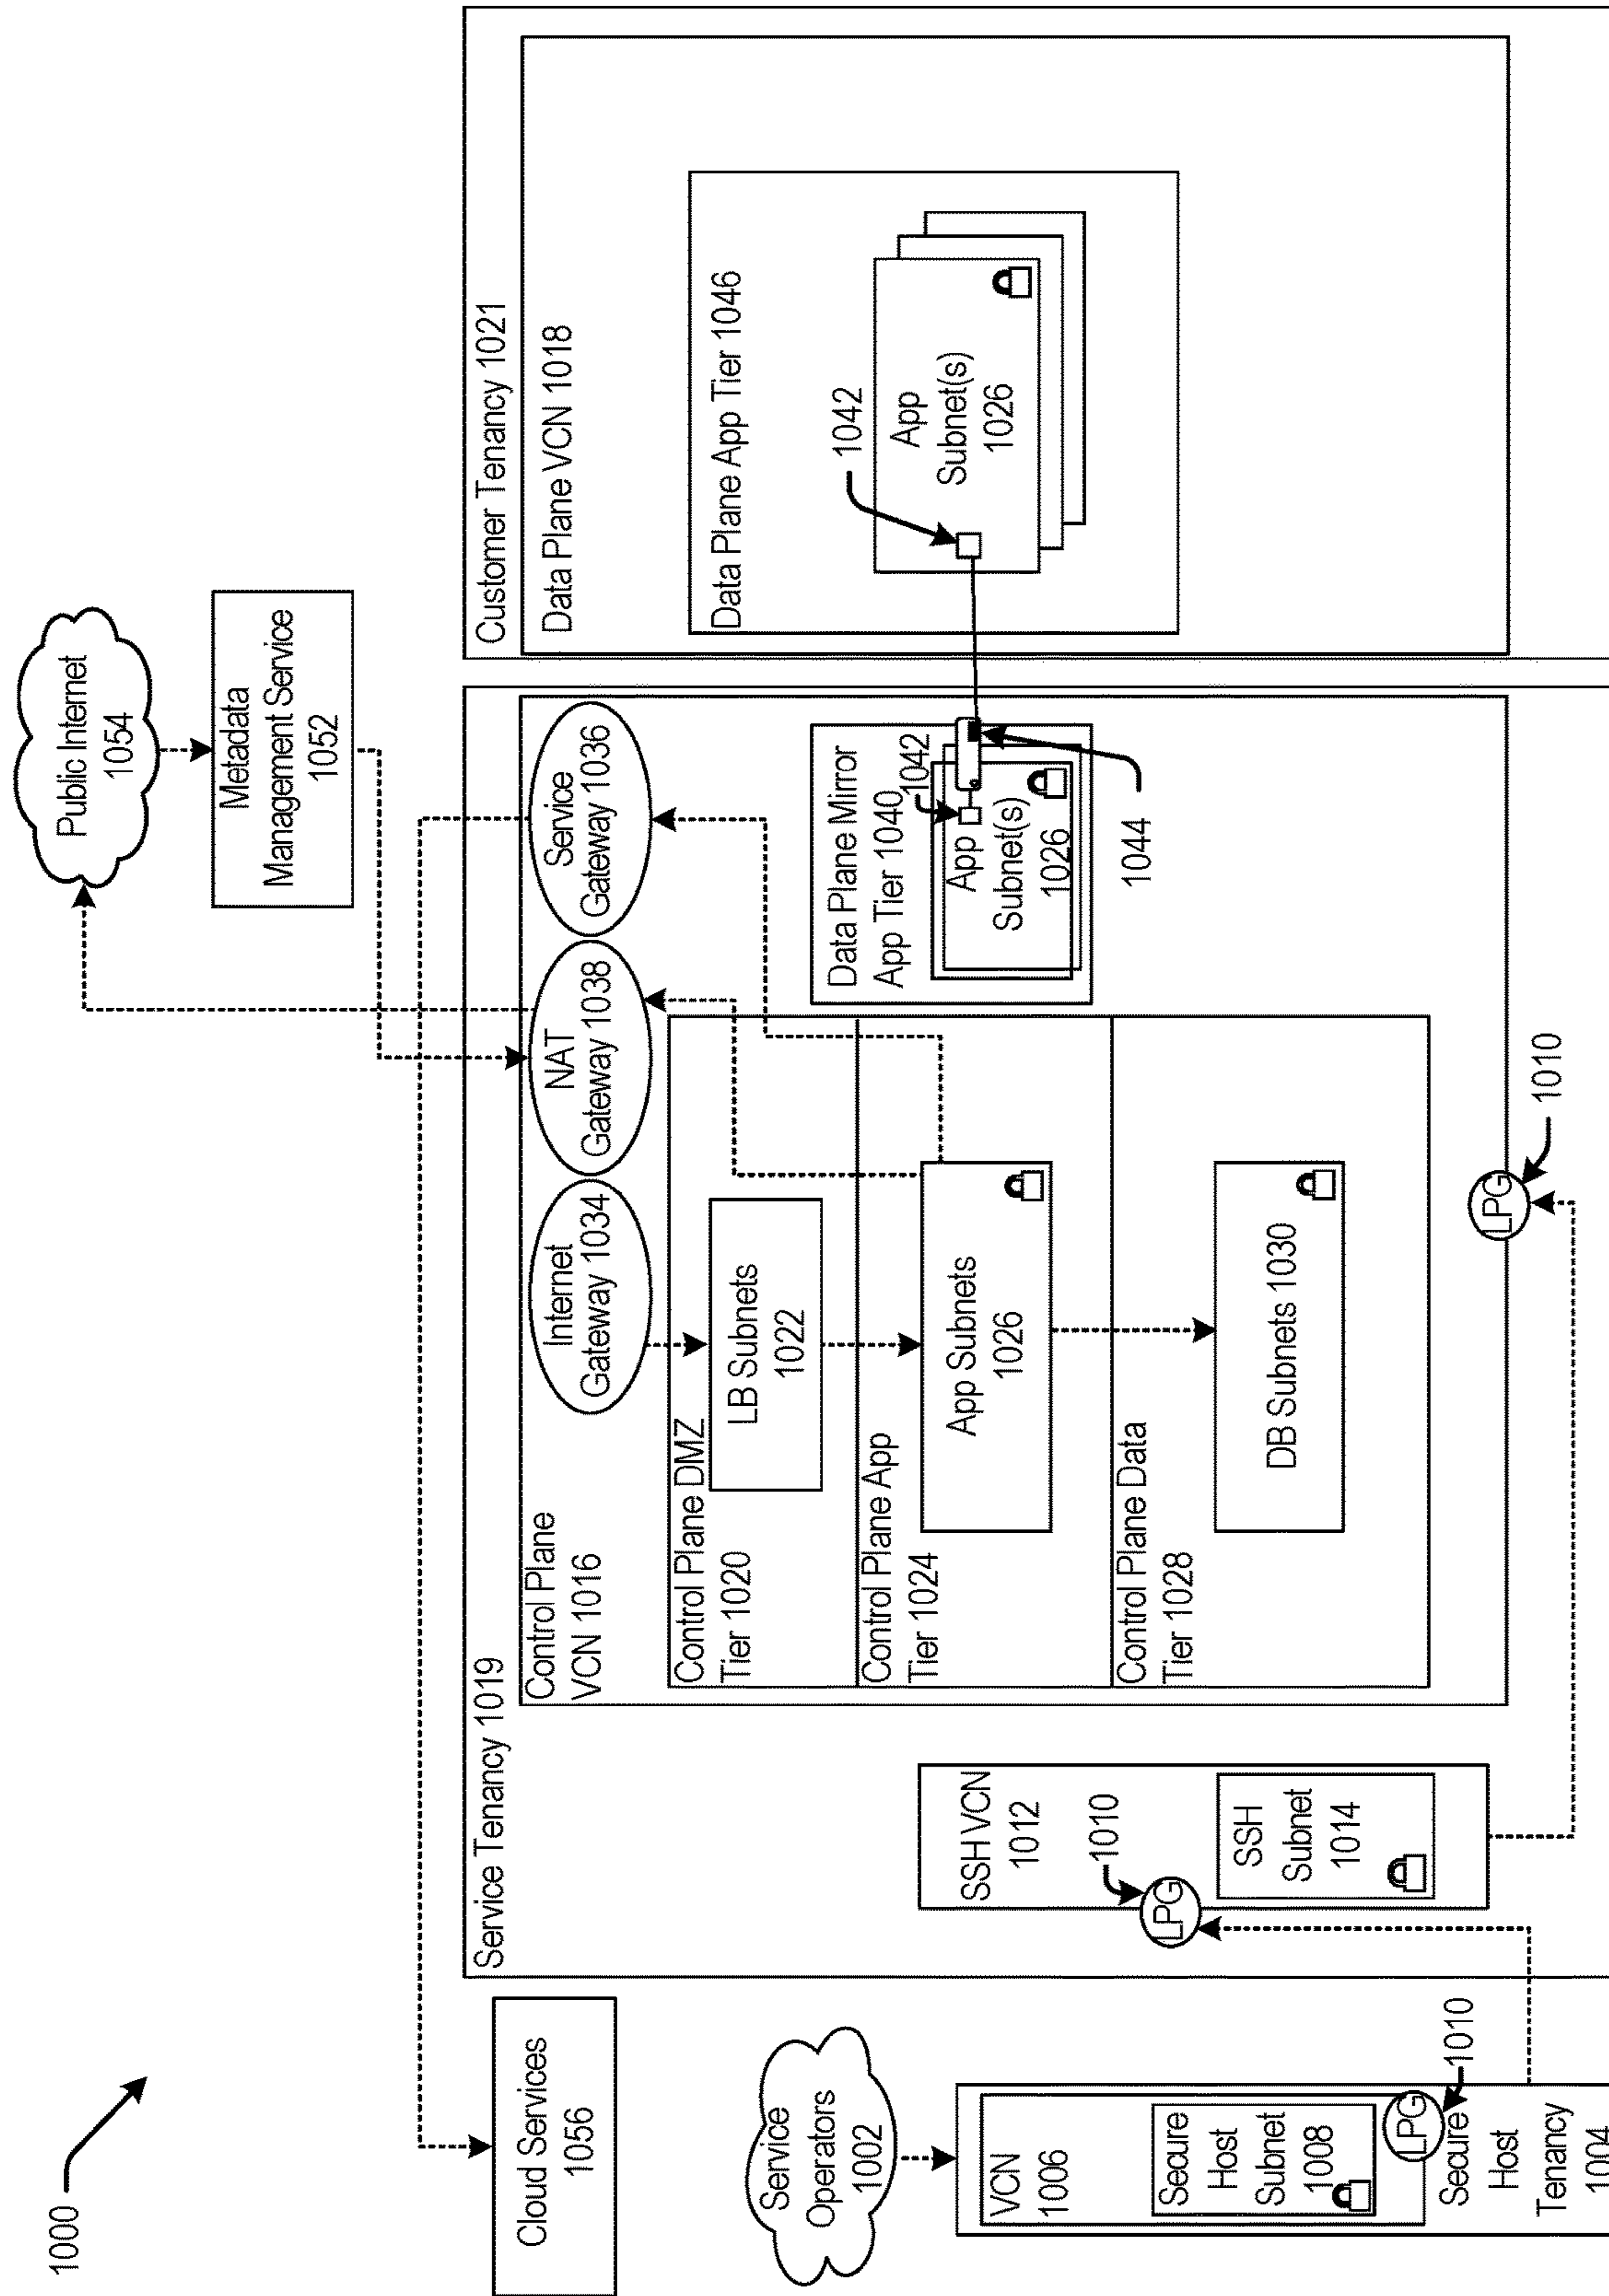 1000
Public Internet
1054
Metadata
Management Service
1052
Cloud Services
1056
Service
Operators
1002
VCN
1006
Secure
Host
Subnet
1008
LPG
1010
Secure
Host
Tenancy
1004
Service Tenancy 1019
SSH VCN
1012
1010
LPG
SSH
Subnet
1014
Control Plane
VCN 1016
Internet
Gateway 1034
NAT
Gateway 1038
Service
Gateway 1036
Control Plane DMZ
Tier 1020
LB Subnets
1022
Control Plane App
Tier 1024
App Subnets
1026
Control Plane Data
Tier 1028
DB Subnets 1030
Data Plane Mirror
App Tier 1040
1042
App
Subnet(s)
1026
1044
LPG
1010
Customer Tenancy 1021
Data Plane VCN 1018
Data Plane App Tier 1046
1042
App
Subnet(s)
1026